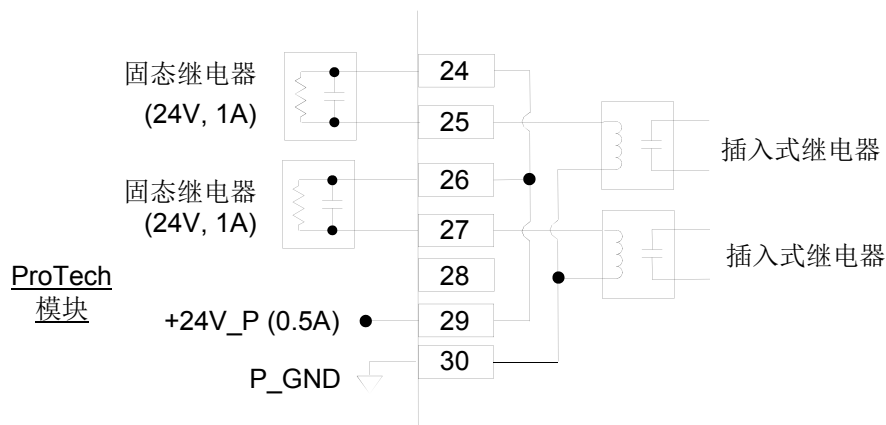 固态继电器
(24V, 1A)
24
25
插入式继电器
固态继电器
(24V, 1A)
26
27
插入式继电器
ProTech
模块
28
+24V_P (0.5A)
29
30
P_GND